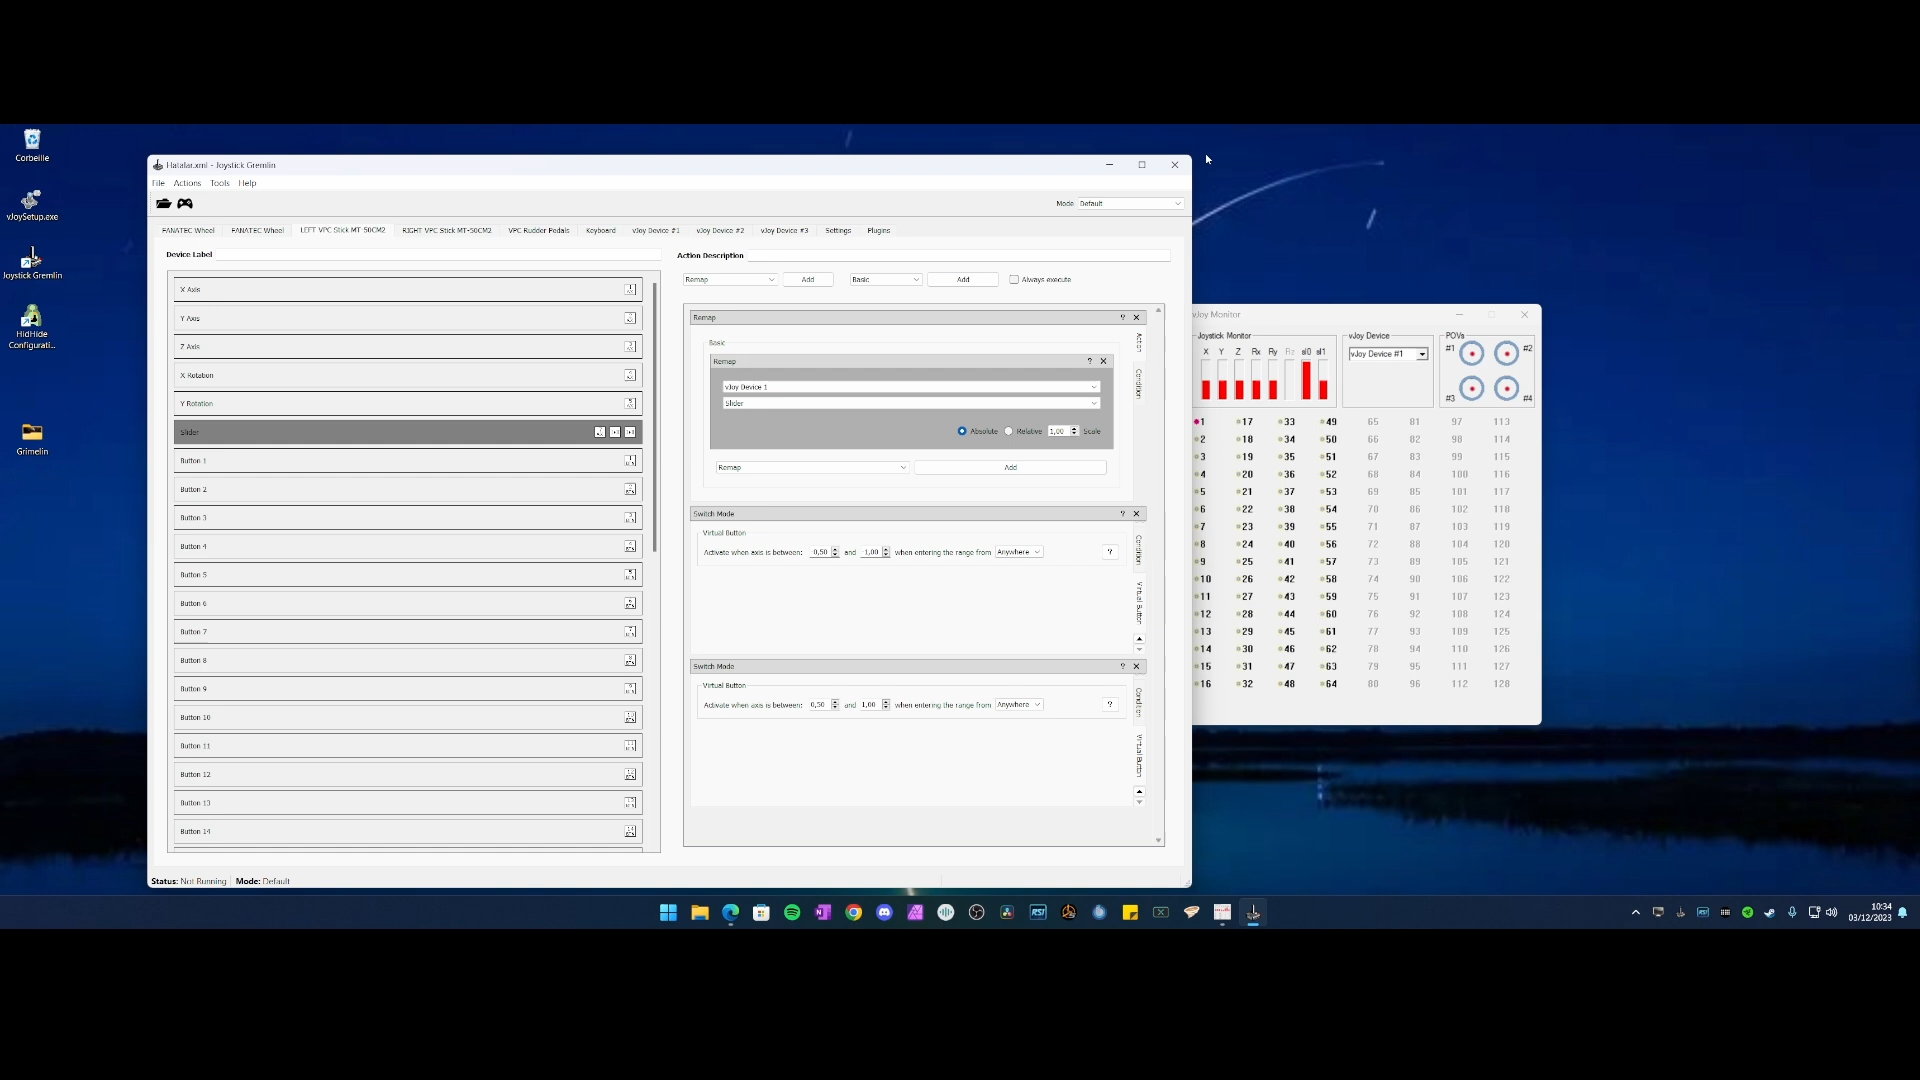 Corbeille
vJoySetup.exe
Joystick Gremlin
HidHide
Configurati...
Grimelin
Hatalar.xml - Joystick Gremlin
File Actions Tools Help
Mode Default
FANATEC Wheel FANATEC Wheel LEFT VPC Stick MT-50CM2 RIGHT VPC Stick MT-50CM2 VPC Rudder Pedals Keyboard vJoy Device #1 vJoy Device #2 vJoy Device #3 Settings Plugins
Device Label
X Axis
Y Axis
Z Axis
X Rotation
Y Rotation
Slider
Button 1
Button 2
Button 3
Button 4
Button 5
Button 6
Button 7
Button 8
Button 9
Button 10
Button 11
Button 12
Button 13
Button 14
Action Description
Remap Add Basic Add Always execute
Remap ? X
Action
Condition
Basic
Remap ? X
vJoy Device 1
Slider
Absolute Relative 1,00 Scale
Remap Add
Switch Mode ? X
Virtual Button
Activate when axis is between: -0,50 and -1,00 when entering the range from Anywhere ?
Condition
Virtual Button
Switch Mode ? X
Virtual Button
Activate when axis is between: 0,50 and 1,00 when entering the range from Anywhere ?
Condition
Virtual Button
Status: Not Running Mode: Default
vJoy Monitor
Joystick Monitor vJoy Device POVs
X Y Z Rx Ry Rz sl0 sl1
vJoy Device #1
#1 #2
#3 #4
1 17 33 49 65 81 97 113
2 18 34 50 66 82 98 114
3 19 35 51 67 83 99 115
4 20 36 52 68 84 100 116
5 21 37 53 69 85 101 117
6 22 38 54 70 86 102 118
7 23 39 55 71 87 103 119
8 24 40 56 72 88 104 120
9 25 41 57 73 89 105 121
10 26 42 58 74 90 106 122
11 27 43 59 75 91 107 123
12 28 44 60 76 92 108 124
13 29 45 61 77 93 109 125
14 30 46 62 78 94 110 126
15 31 47 63 79 95 111 127
16 32 48 64 80 96 112 128
RSI
10:34
03/12/2023